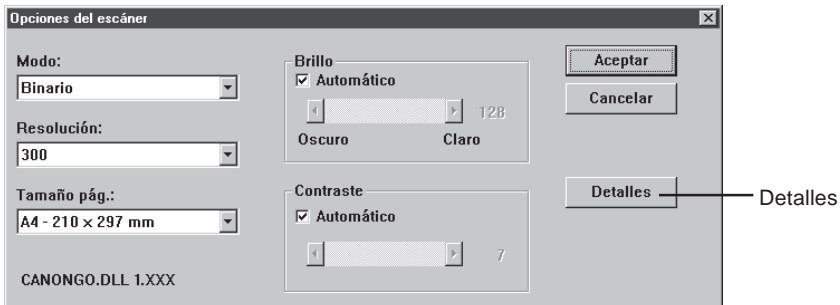 Opciones del escáner
Modo:
Binario
Resolución:
300
Tamaño pág.:
A4 - 210 x 297 mm
CANONGO.DLL 1.XXX
Brillo
Automático
128
Oscuro Claro
Contraste
Automático
7
Aceptar
Cancelar
Detalles
Detalles